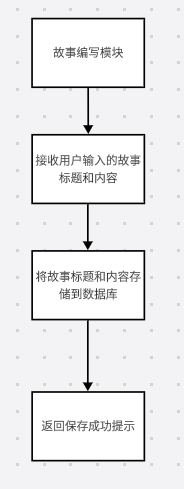 故事编写模块
接收用户输入的故事
标题和内容
将故事标题和内容存
储到数据库
返回保存成功提示